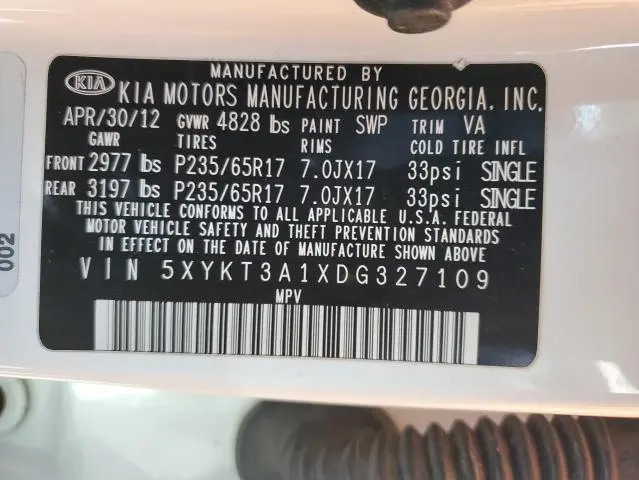 MANUFACTURED BY
KIA KIA MOTORS MANUFACTURING GEORGIA, INC.
APR/30/12 GVWR 4828 lbs PAINT SWP TRIM VA
GAWR TIRES RIMS COLD TIRE INFL
FRONT 2977 lbs P235/65R17 7.0JX17 33psi SINGLE
REAR 3197 lbs P235/65R17 7.0JX17 33psi SINGLE
THIS VEHICLE CONFORMS TO ALL APPLICABLE U.S.A. FEDERAL
MOTOR VEHICLE SAFETY AND THEFT PREVENTION STANDARDS
IN EFFECT ON THE DATE OF MANUFACTURE SHOWN ABOVE
VIN 5XYKT3A1XDG327109
MPV
002